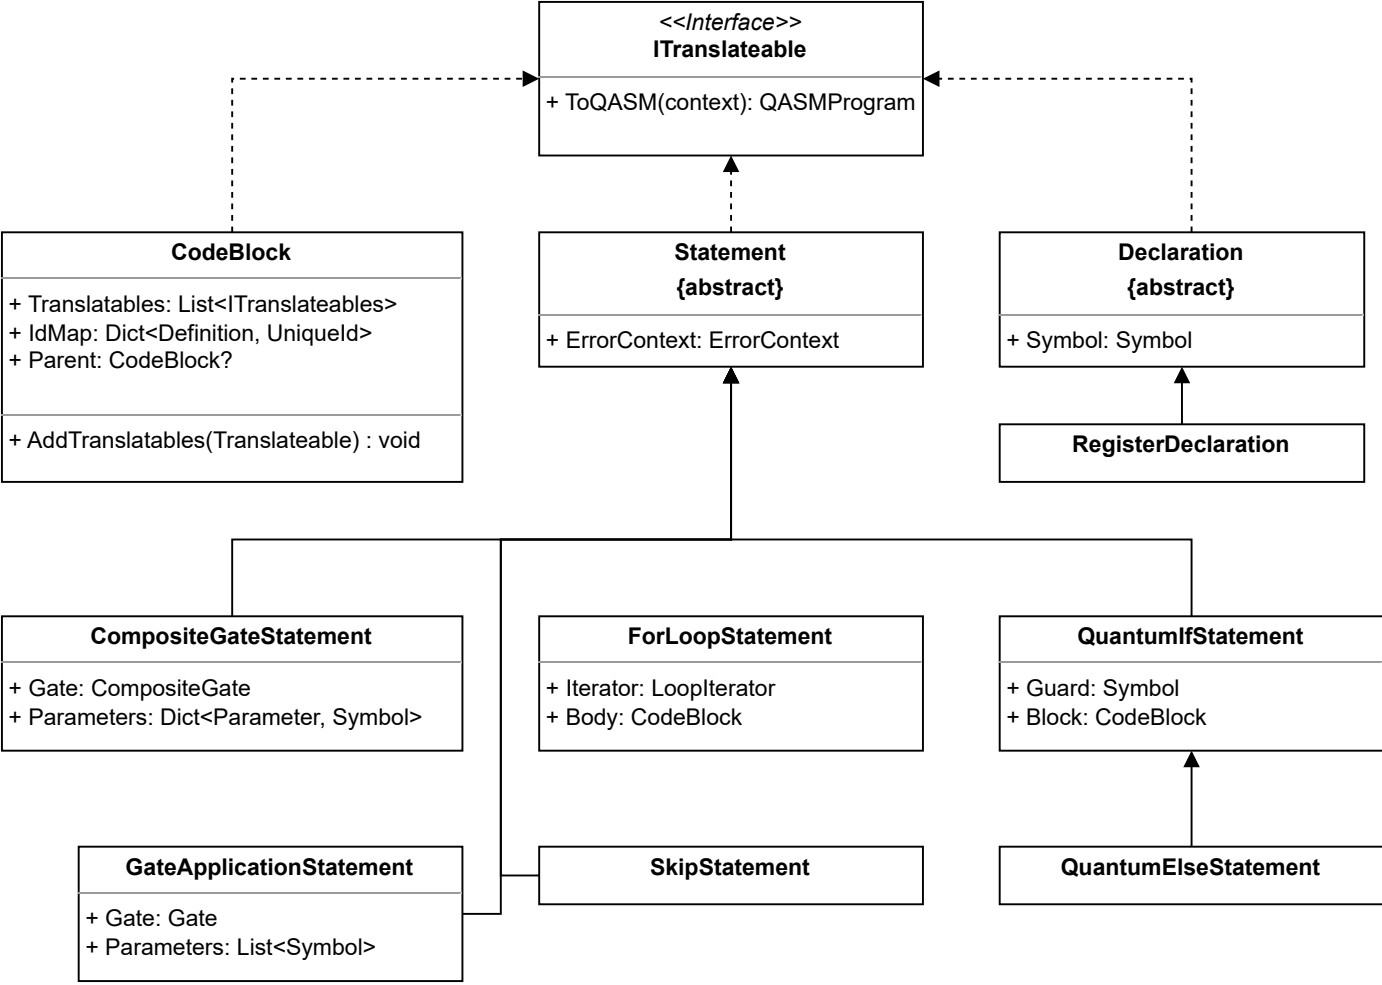 <<Interface>>
ITranslateable
+ ToQASM(context): QASMProgram
CodeBlock
+ Translatables: List<ITranslateables>
+ IdMap: Dict<Definition, UniqueId>
+ Parent: CodeBlock?
+ AddTranslatables(Translateable) : void
Statement
{abstract}
+ ErrorContext: ErrorContext
Declaration
{abstract}
+ Symbol: Symbol
RegisterDeclaration
CompositeGateStatement
+ Gate: CompositeGate
+ Parameters: Dict<Parameter, Symbol>
ForLoopStatement
+ Iterator: LoopIterator
+ Body: CodeBlock
QuantumIfStatement
+ Guard: Symbol
+ Block: CodeBlock
GateApplicationStatement
+ Gate: Gate
+ Parameters: List<Symbol>
SkipStatement
QuantumElseStatement